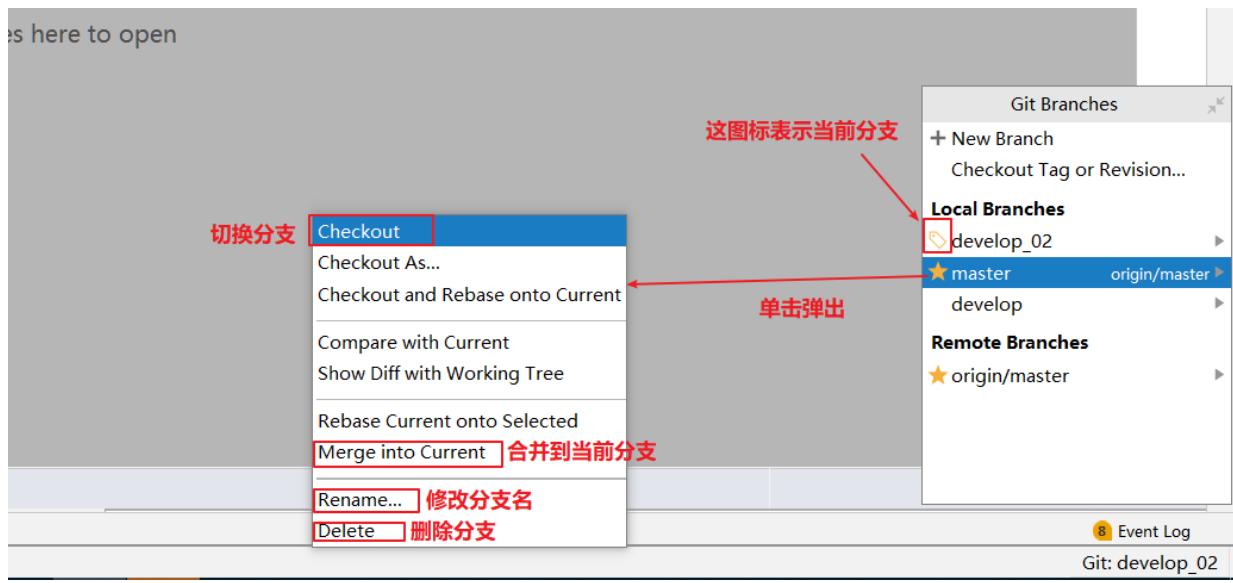 es here to open
Git Branches
这图标表示当前分支
New Branch
Checkout Tag or Revision...
Local Branches
切换分支
Checkout
develop_02
Checkout As...
master origin/master
Checkout and Rebase onto Current
单击弹出
develop
Compare with Current
Remote Branches
Show Diff with Working Tree
origin/master
Rebase Current onto Selected
Merge into Current 合并到当前分支
Rename... 修改分支名
Delete 删除分支
8 Event Log
Git: develop_02